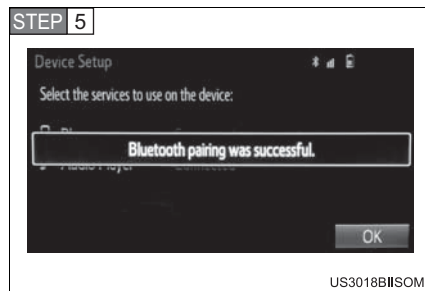 STEP 5
Device Setup
Select the services to use on the device:
Bluetooth pairing was successful.
Audio Player Connected
OK
US3018BIISOM